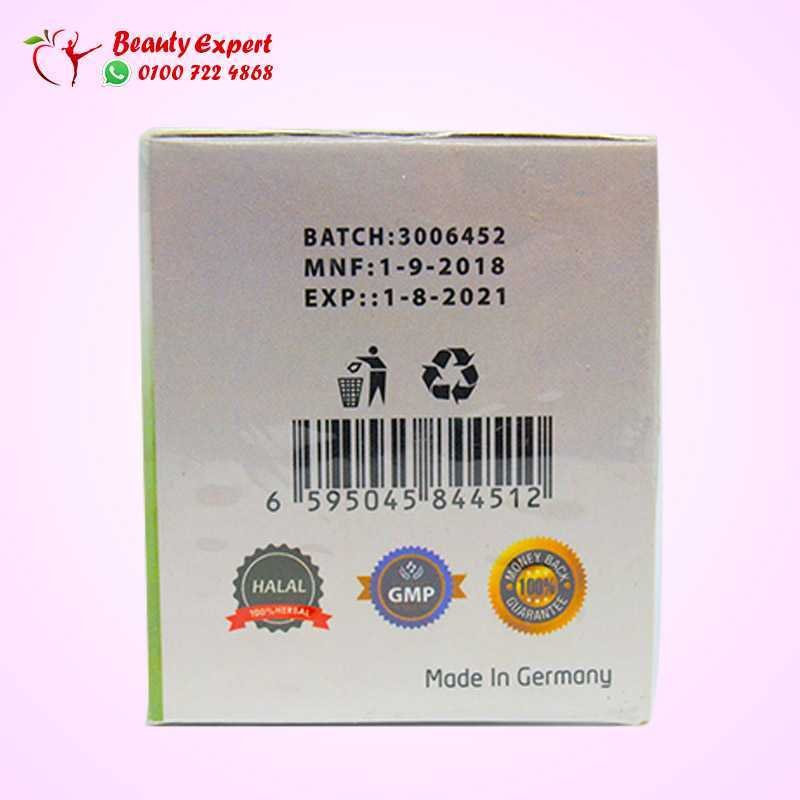 Beauty Expert
0100 722 4868
BATCH:3006452
MNF:1-9-2018
EXP::1-8-2021
6 595045 844512
HALAL
100% HERBAL
GMP
MONEY BACK
100%
GUARANTEE
Made In Germany